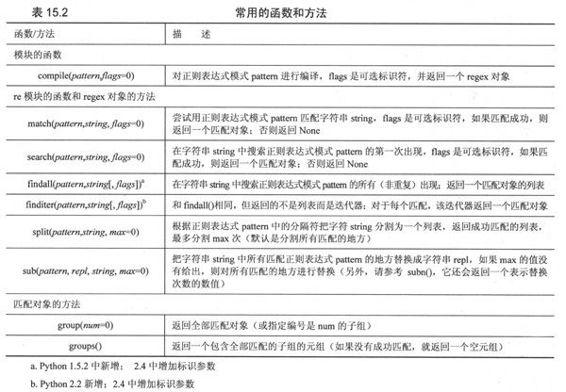 表 15.2 常用的函数和方法
函数/方法 描 述
模块的函数
compile(pattern,flags=0) 对正则表达式模式 pattern 进行编译，flags 是可选标识符，并返回一个 regex 对象
re 模块的函数和 regex 对象的方法
match(pattern,string, flags=0) 尝试用正则表达式模式 pattern 匹配字符串 string，flags 是可选标识符，如果匹配成功，则
返回一个匹配对象；否则返回 None
search(pattern,string, flags=0) 在字符串 string 中搜索正则表达式模式 pattern 的第一次出现，flags 是可选标识符，如果匹
配成功，则返回一个匹配对象；否则返回 None
findall(pattern,string[, flags])a 在字符串 string 中搜索正则表达式模式 pattern 的所有（非重复）出现；返回一个匹配对象的列表
finditer(pattern,string[, flags])b 和 findall()相同，但返回的不是列表而是迭代器；对于每个匹配，该迭代器返回一个匹配对象
split(pattern,string, max=0) 根据正则表达式 pattern 中的分隔符把字符 string 分割为一个列表，返回成功匹配的列表，
最多分割 max 次（默认是分割所有匹配的地方）
sub(pattern, repl, string, max=0) 把字符串 string 中所有匹配正则表达式 pattern 的地方替换成字符串 repl，如果 max 的值没
有给出，则对所有匹配的地方进行替换（另外，请参考 subn()，它还会返回一个表示替换
次数的数值）
匹配对象的方法
group(num=0) 返回全部匹配对象（或指定编号是 num 的子组）
groups() 返回一个包含全部匹配的子组的元组（如果没有成功匹配，就返回一个空元组）
a. Python 1.5.2 中新增； 2.4 中增加标识参数
b. Python 2.2 新增；2.4 中增加标识参数